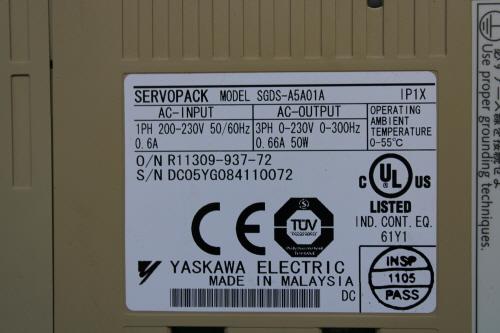 SERVOPACK MODEL SGDS-A5A01A IP1X
AC-INPUT
1PH 200-230V 50/60Hz
0.6A
AC-OUTPUT
3PH 0-230V 0-300Hz
0.66A 50W
OPERATING
AMBIENT
TEMPERATURE
0-55℃
O/N R11309-937-72
S/N DC05YG084110072
C UL US
LISTED
IND. CONT. EQ.
61Y1
CE
TÜV
YASKAWA ELECTRIC
MADE IN MALAYSIA
DC
INSP
1105
PASS
Use proper grounding techniques.